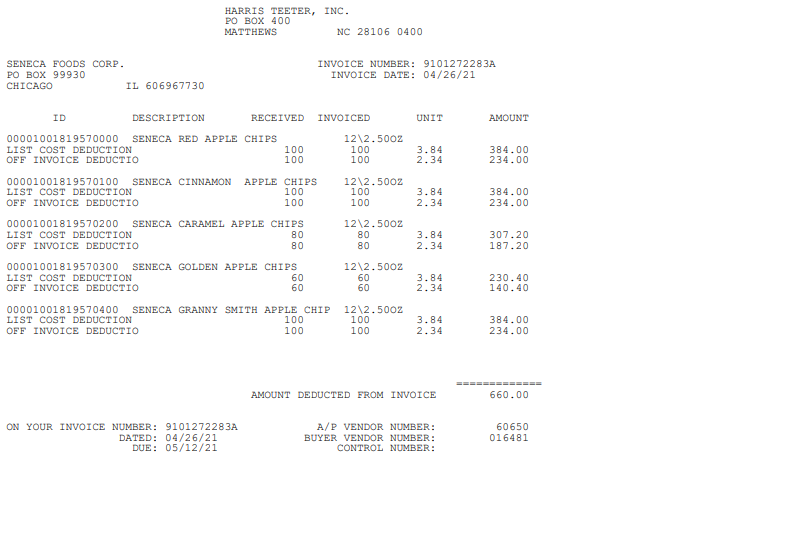 HARRIS TEETER, INC.
PO BOX 400
MATTHEWS NC 28106 0400
SENECA FOODS CORP. INVOICE NUMBER: 9101272283A
PO BOX 99930 INVOICE DATE: 04/26/21
CHICAGO IL 606967730
ID DESCRIPTION RECEIVED INVOICED UNIT AMOUNT
00001001819570000 SENECA RED APPLE CHIPS 12\2.50OZ
LIST COST DEDUCTION 100 100 3.84 384.00
OFF INVOICE DEDUCTIO 100 100 2.34 234.00
00001001819570100 SENECA CINNAMON APPLE CHIPS 12\2.50OZ
LIST COST DEDUCTION 100 100 3.84 384.00
OFF INVOICE DEDUCTIO 100 100 2.34 234.00
00001001819570200 SENECA CARAMEL APPLE CHIPS 12\2.50OZ
LIST COST DEDUCTION 80 80 3.84 307.20
OFF INVOICE DEDUCTIO 80 80 2.34 187.20
00001001819570300 SENECA GOLDEN APPLE CHIPS 12\2.50OZ
LIST COST DEDUCTION 60 60 3.84 230.40
OFF INVOICE DEDUCTIO 60 60 2.34 140.40
00001001819570400 SENECA GRANNY SMITH APPLE CHIP 12\2.50OZ
LIST COST DEDUCTION 100 100 3.84 384.00
OFF INVOICE DEDUCTIO 100 100 2.34 234.00
=============
AMOUNT DEDUCTED FROM INVOICE 660.00
ON YOUR INVOICE NUMBER: 9101272283A A/P VENDOR NUMBER: 60650
DATED: 04/26/21 BUYER VENDOR NUMBER: 016481
DUE: 05/12/21 CONTROL NUMBER: